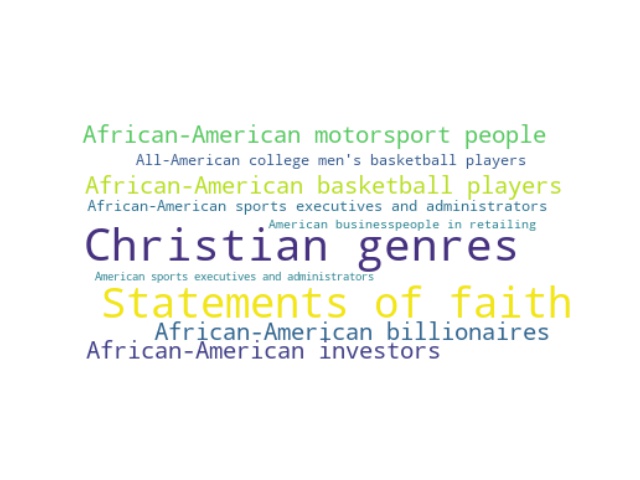 African-American motorsport people
All-American college men's basketball players
African-American basketball players
African-American sports executives and administrators
American businesspeople in retailing
Christian genres
American sports executives and administrators
Statements of faith
African-American billionaires
African-American investors